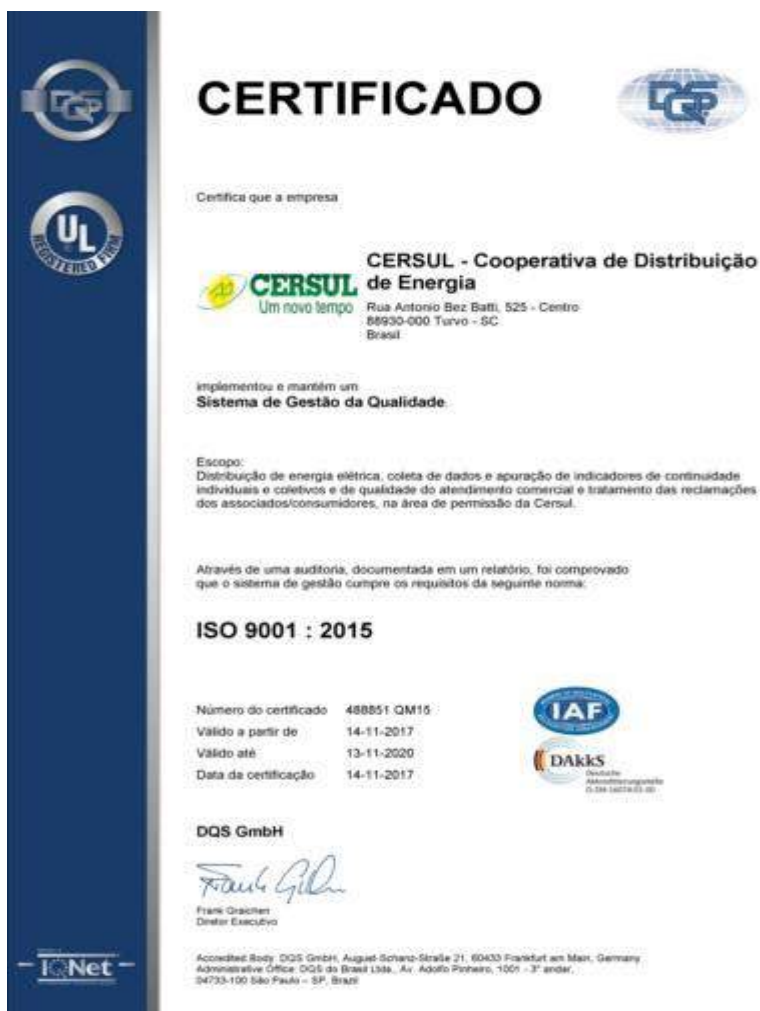 DQS
CERTIFICADO
DQS
UL
REGISTERED FIRM
Certifica que a empresa
CERSUL
Um novo tempo
CERSUL - Cooperativa de Distribuição
de Energia
Rua Antonio Bez Batti, 525 - Centro
88930-000 Turvo - SC
Brasil
implementou e mantém um
Sistema de Gestão da Qualidade
Escopo:
Distribuição de energia elétrica, coleta de dados e apuração de indicadores de continuidade
individuais e coletivos e de qualidade do atendimento comercial e tratamento das reclamações
dos associados/consumidores, na área de permissão da Cersul.
Através de uma auditoria, documentada em um relatório, foi comprovado
que o sistema de gestão cumpre os requisitos da seguinte norma:
ISO 9001 : 2015
Número do certificado 488851 QM15
Válido a partir de 14-11-2017
Válido até 13-11-2020
Data da certificação 14-11-2017
IAF
DAkkS
Deutsche
Akkreditierungsstelle
DQS GmbH
Frank Graichen
Diretor Executivo
Accredited Body: DQS GmbH, August-Schanz-Straße 21, 60433 Frankfurt am Main, Germany
Administrative Office: DQS do Brasil Ltda., Av. Adolfo Pinheiro, 1001 - 3° andar,
04733-100 São Paulo – SP, Brazil
IQNet